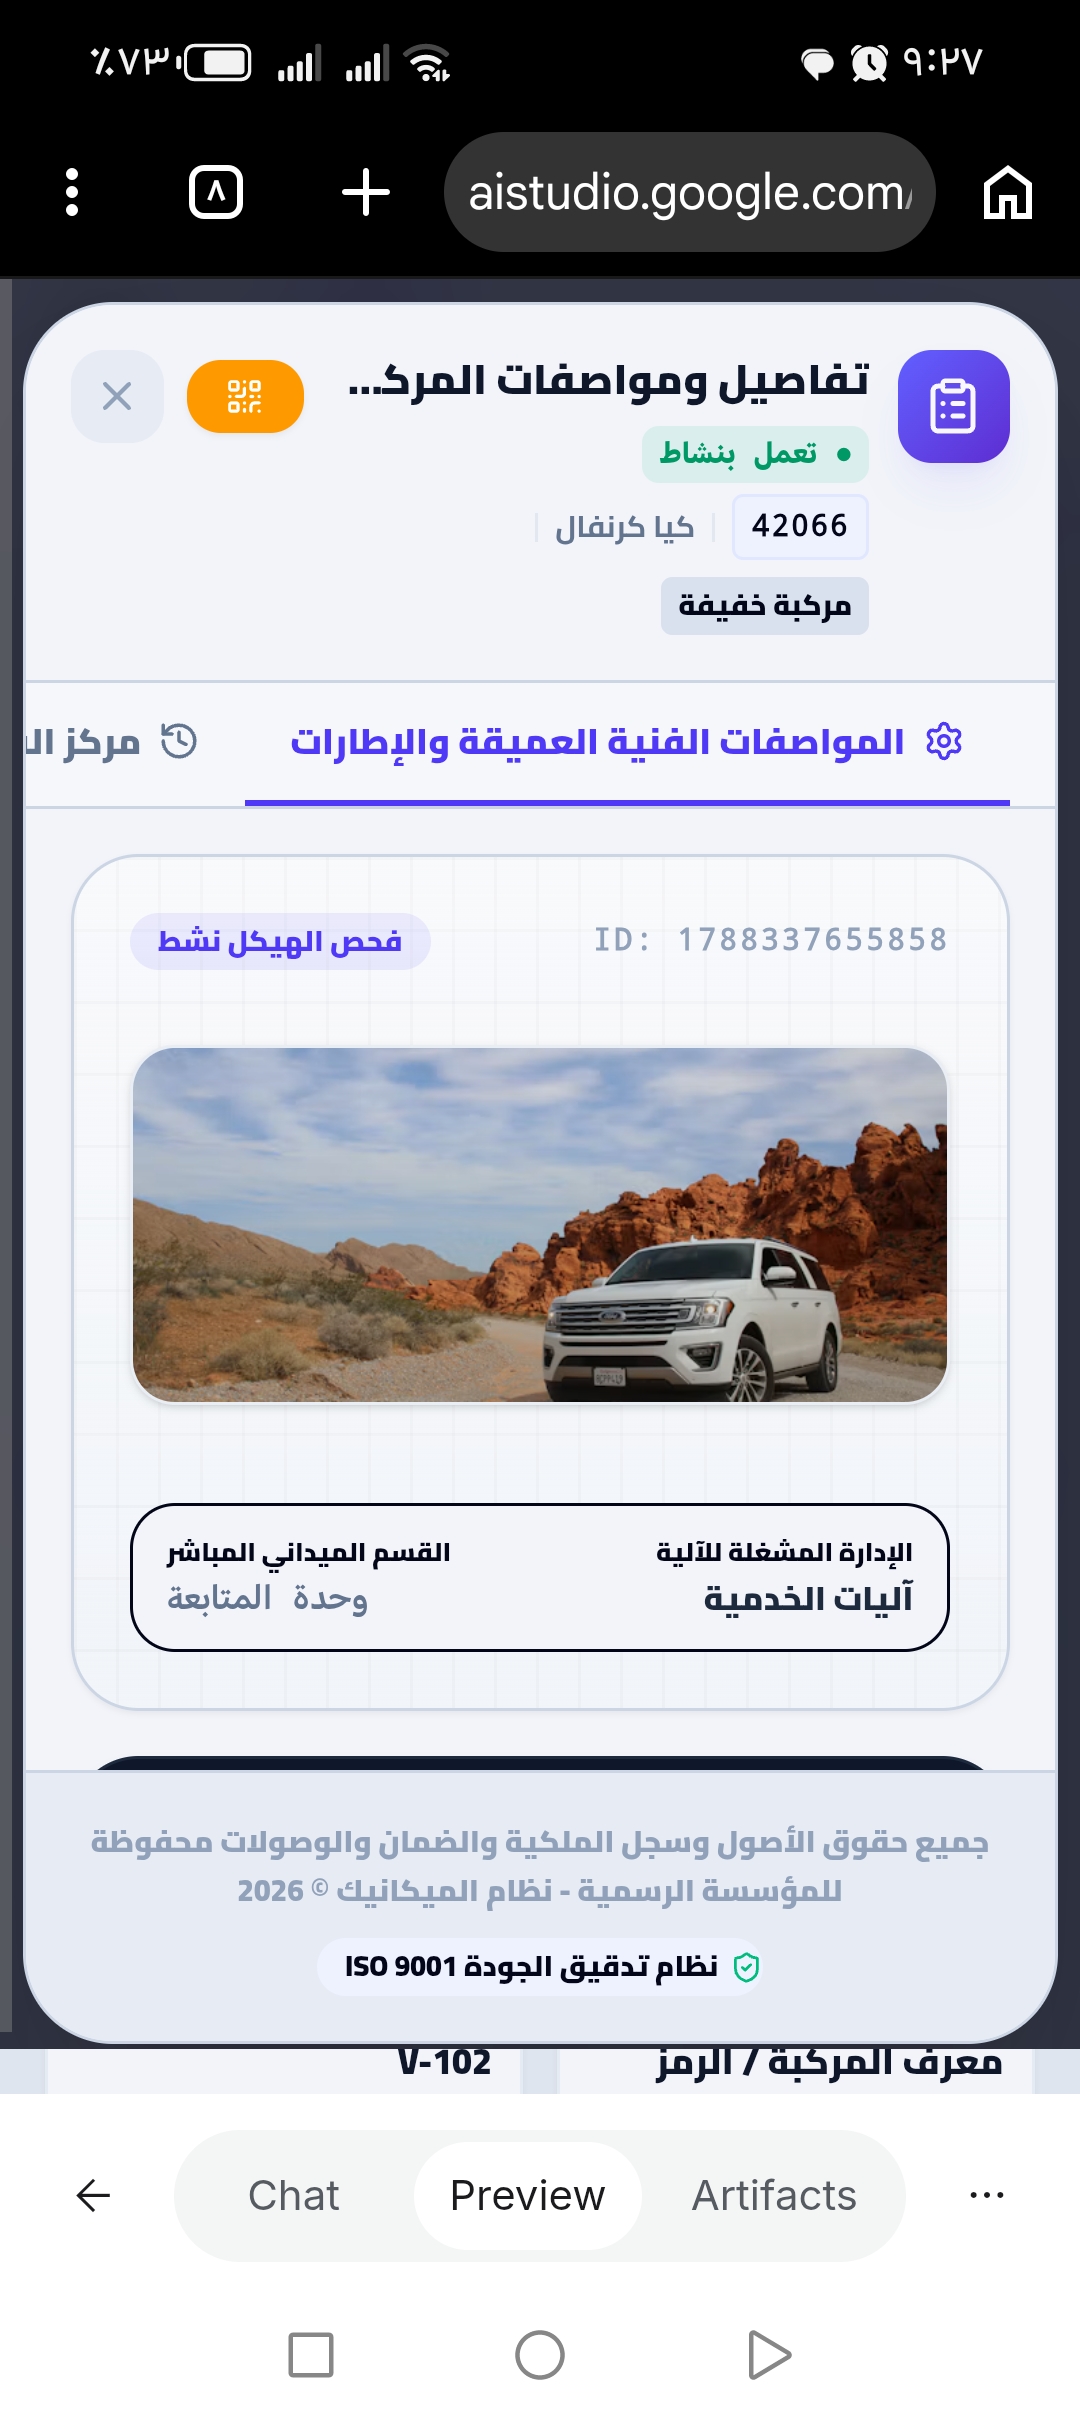 ٩:٢٧
٪٧٣
aistudio.google.com/
٨
تفاصيل ومواصفات المركـ...
تعمل بنشاط
42066
كيا كرنفال
مركبة خفيفة
المواصفات الفنية العميقة والإطارات
مركز
ID: 1788337655858
فحص الهيكل نشط
الإدارة المشغلة للآلية
القسم الميداني المباشر
آليات الخدمية
وحدة المتابعة
جميع حقوق الأصول وسجل الملكية والضمان والوصولات محفوظة
للمؤسسة الرسمية - نظام الميكانيك © 2026
نظام تدقيق الجودة ISO 9001
معرف المركبة / الرمز
V-102
Chat
Preview
Artifacts